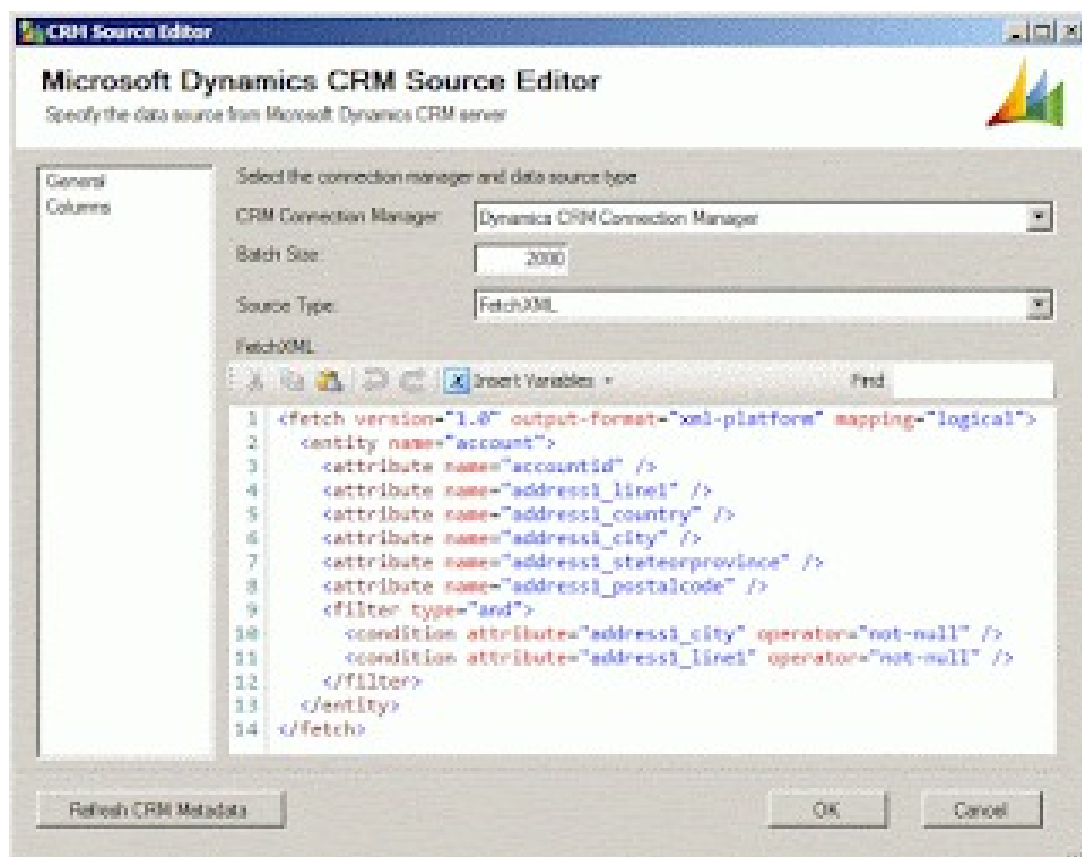 CRM Source Editor
Microsoft Dynamics CRM Source Editor
Specify the data source from Microsoft Dynamics CRM server
General
Columns
Select the connection manager and data source type
CRM Connection Manager: Dynamics CRM Connection Manager
Batch Size: 2000
Source Type: FetchXML
FetchXML
Insert Variables Find
1 <fetch version="1.0" output-format="xml-platform" mapping="logical">
2 <entity name="account">
3 <attribute name="accountid" />
4 <attribute name="address1_line1" />
5 <attribute name="address1_country" />
6 <attribute name="address1_city" />
7 <attribute name="address1_stateorprovince" />
8 <attribute name="address1_postalcode" />
9 <filter type="and">
10 <condition attribute="address1_city" operator="not-null" />
11 <condition attribute="address1_line1" operator="not-null" />
12 </filter>
13 </entity>
14 </fetch>
Refresh CRM Metadata OK Cancel